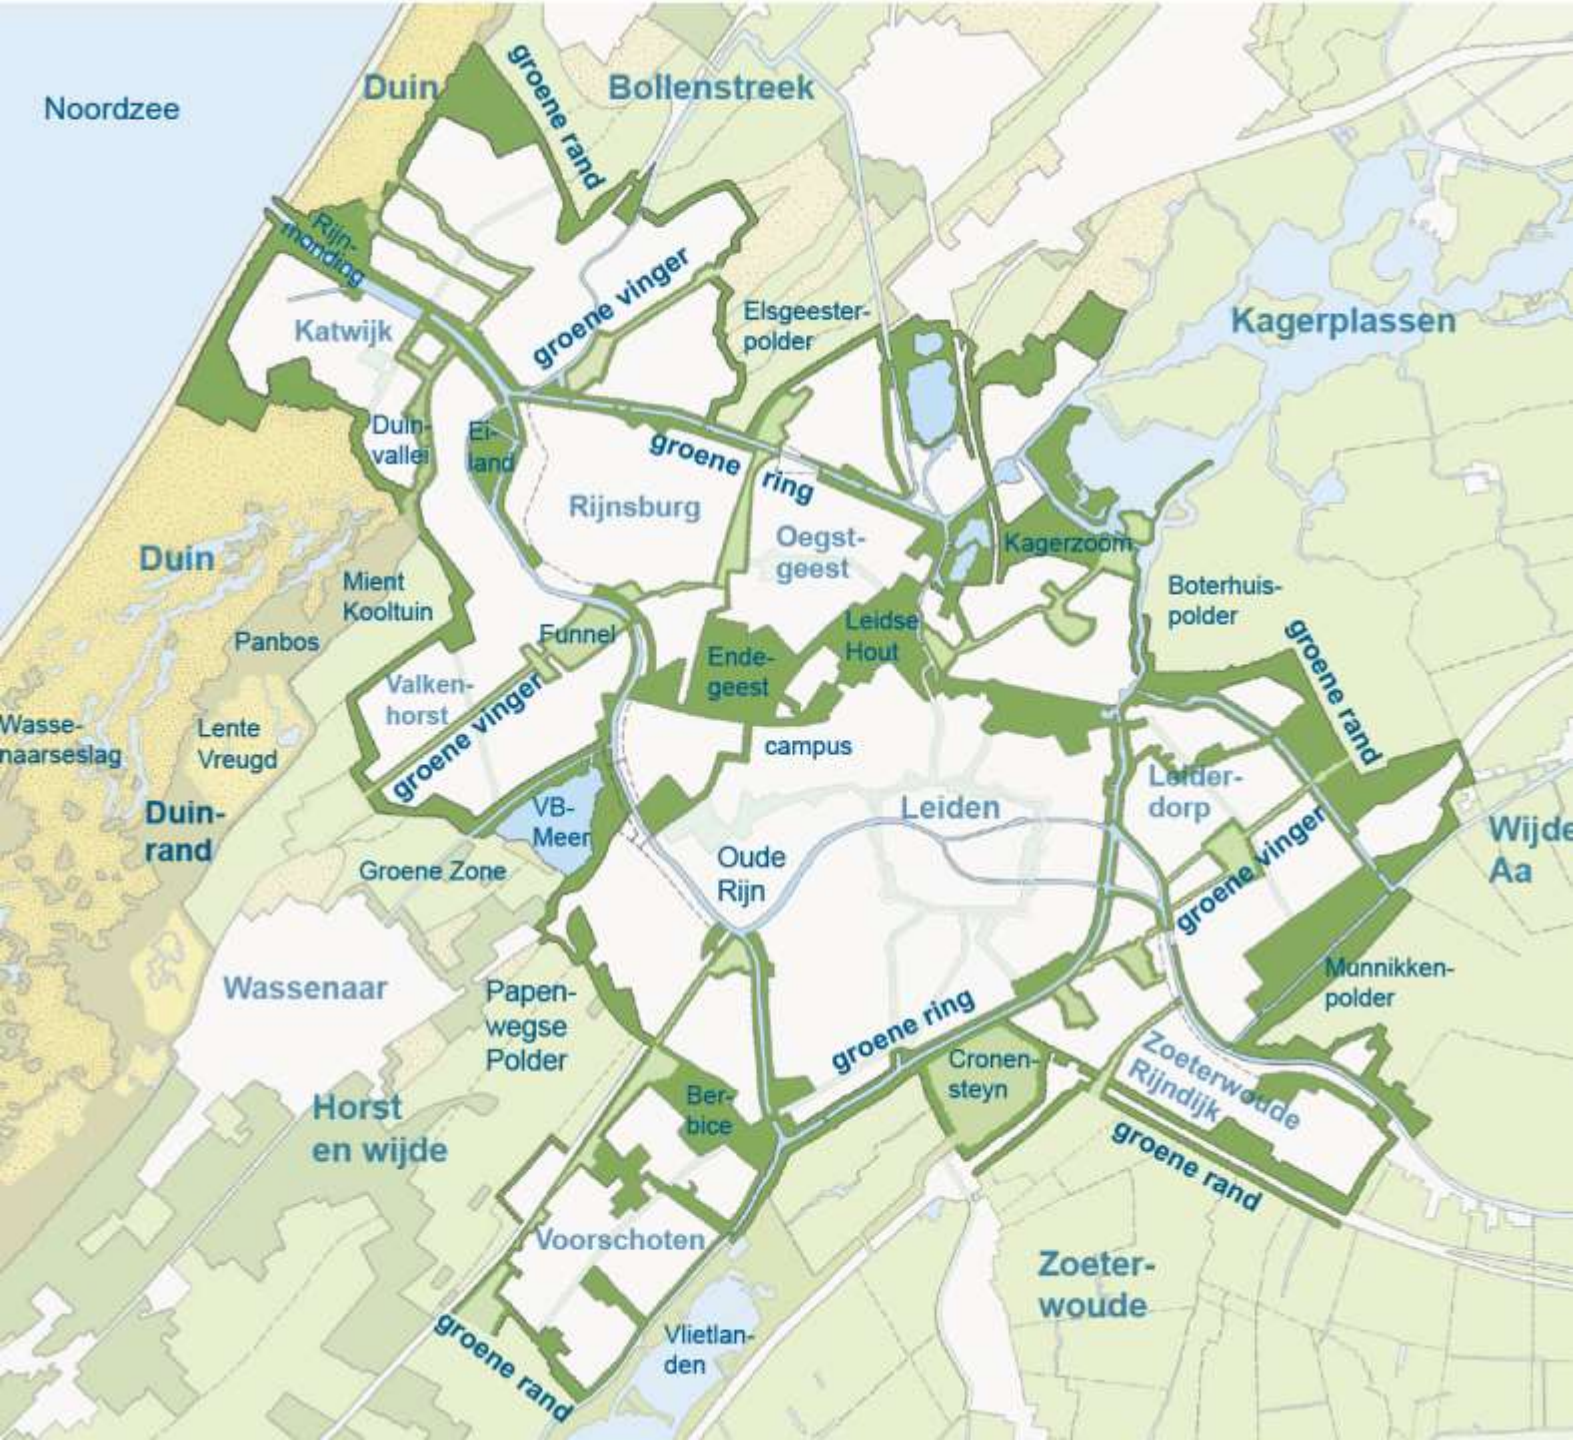 Noordzee
Duin
groene rand
Bollenstreek
Rijn-
monding
Katwijk
groene vinger
Elsgeester-
polder
Kagerplassen
Duin-
vallei
Ei-
land
groene ring
Rijnsburg
Oegst-
geest
Kagerzoom
Duin
Mient
Kooltuin
Panbos
Boterhuis-
polder
Funnel
Leidse
Hout
Ende-
geest
groene rand
Valken-
horst
groene vinger
Wasse-
naarseslag
Lente
Vreugd
campus
Leider-
dorp
VB-
Meer
Leiden
Duin-
rand
Groene Zone
Oude
Rijn
groene vinger
Wijde
Aa
Wassenaar
Papen-
wegse
Polder
Munnikken-
polder
groene ring
Cronen-
steyn
Zoeterwoude
Rijndijk
Ber-
bice
Horst
en wijde
groene rand
Voorschoten
Zoeter-
woude
Vlietlan-
den
groene rand